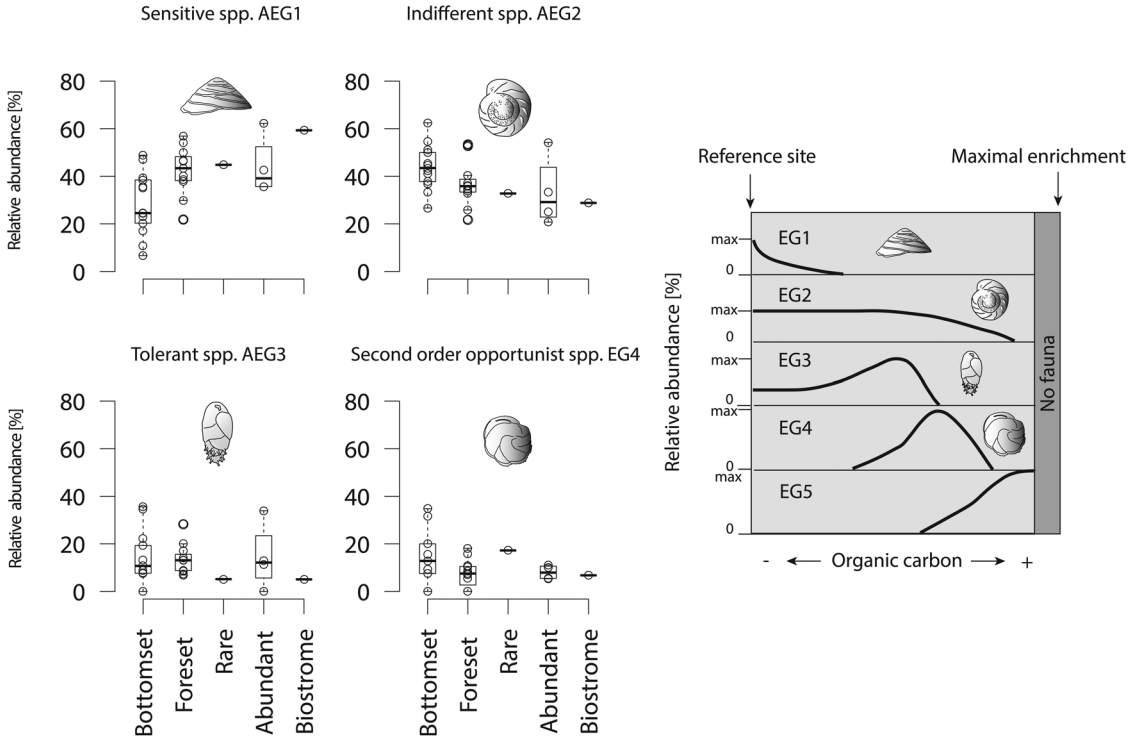 Sensitive spp. AEG1
Indifferent spp. AEG2
Relative abundance [%]
80
60
40
20
0
80
60
40
20
0
Tolerant spp. AEG3
Second order opportunist spp. EG4
Relative abundance [%]
80
60
40
20
0
80
60
40
20
0
Bottomset
Foreset
Rare
Abundant
Biostrome
Bottomset
Foreset
Rare
Abundant
Biostrome
Reference site
Maximal enrichment
Relative abundance [%]
max
0
EG1
max
0
EG2
max
0
EG3
max
0
EG4
max
0
EG5
No fauna
- Organic carbon +